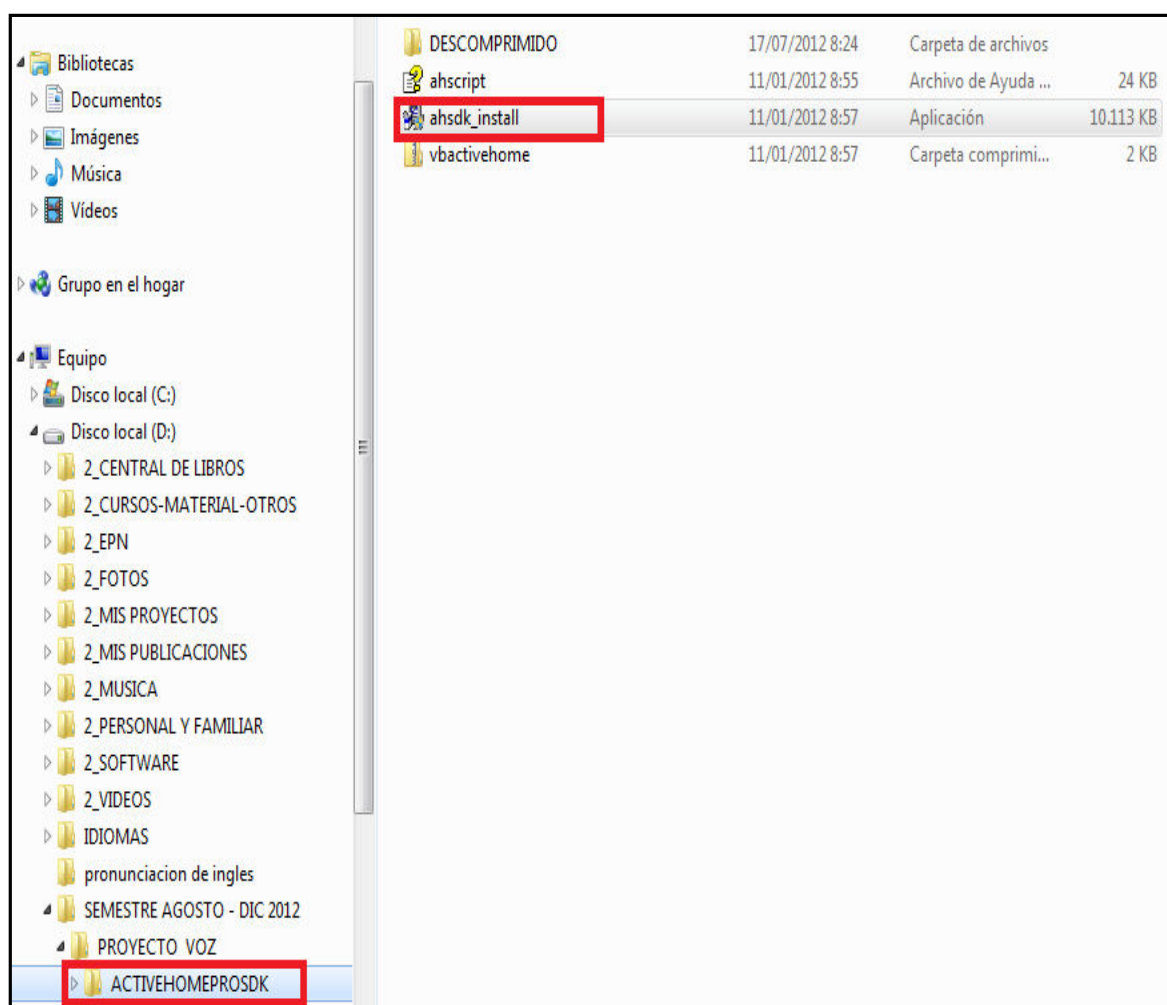 Bibliotecas
Documentos
Imágenes
Música
Vídeos
Grupo en el hogar
Equipo
Disco local (C:)
Disco local (D:)
2_CENTRAL DE LIBROS
2_CURSOS-MATERIAL-OTROS
2_EPN
2_FOTOS
2_MIS PROYECTOS
2_MIS PUBLICACIONES
2_MUSICA
2_PERSONAL Y FAMILIAR
2_SOFTWARE
2_VIDEOS
IDIOMAS
pronunciacion de ingles
SEMESTRE AGOSTO - DIC 2012
PROYECTO VOZ
ACTIVEHOMEPROSDK
DESCOMPRIMIDO 17/07/2012 8:24 Carpeta de archivos
ahscript 11/01/2012 8:55 Archivo de Ayuda ... 24 KB
ahsdk_install 11/01/2012 8:57 Aplicación 10.113 KB
vbactivehome 11/01/2012 8:57 Carpeta comprimi... 2 KB